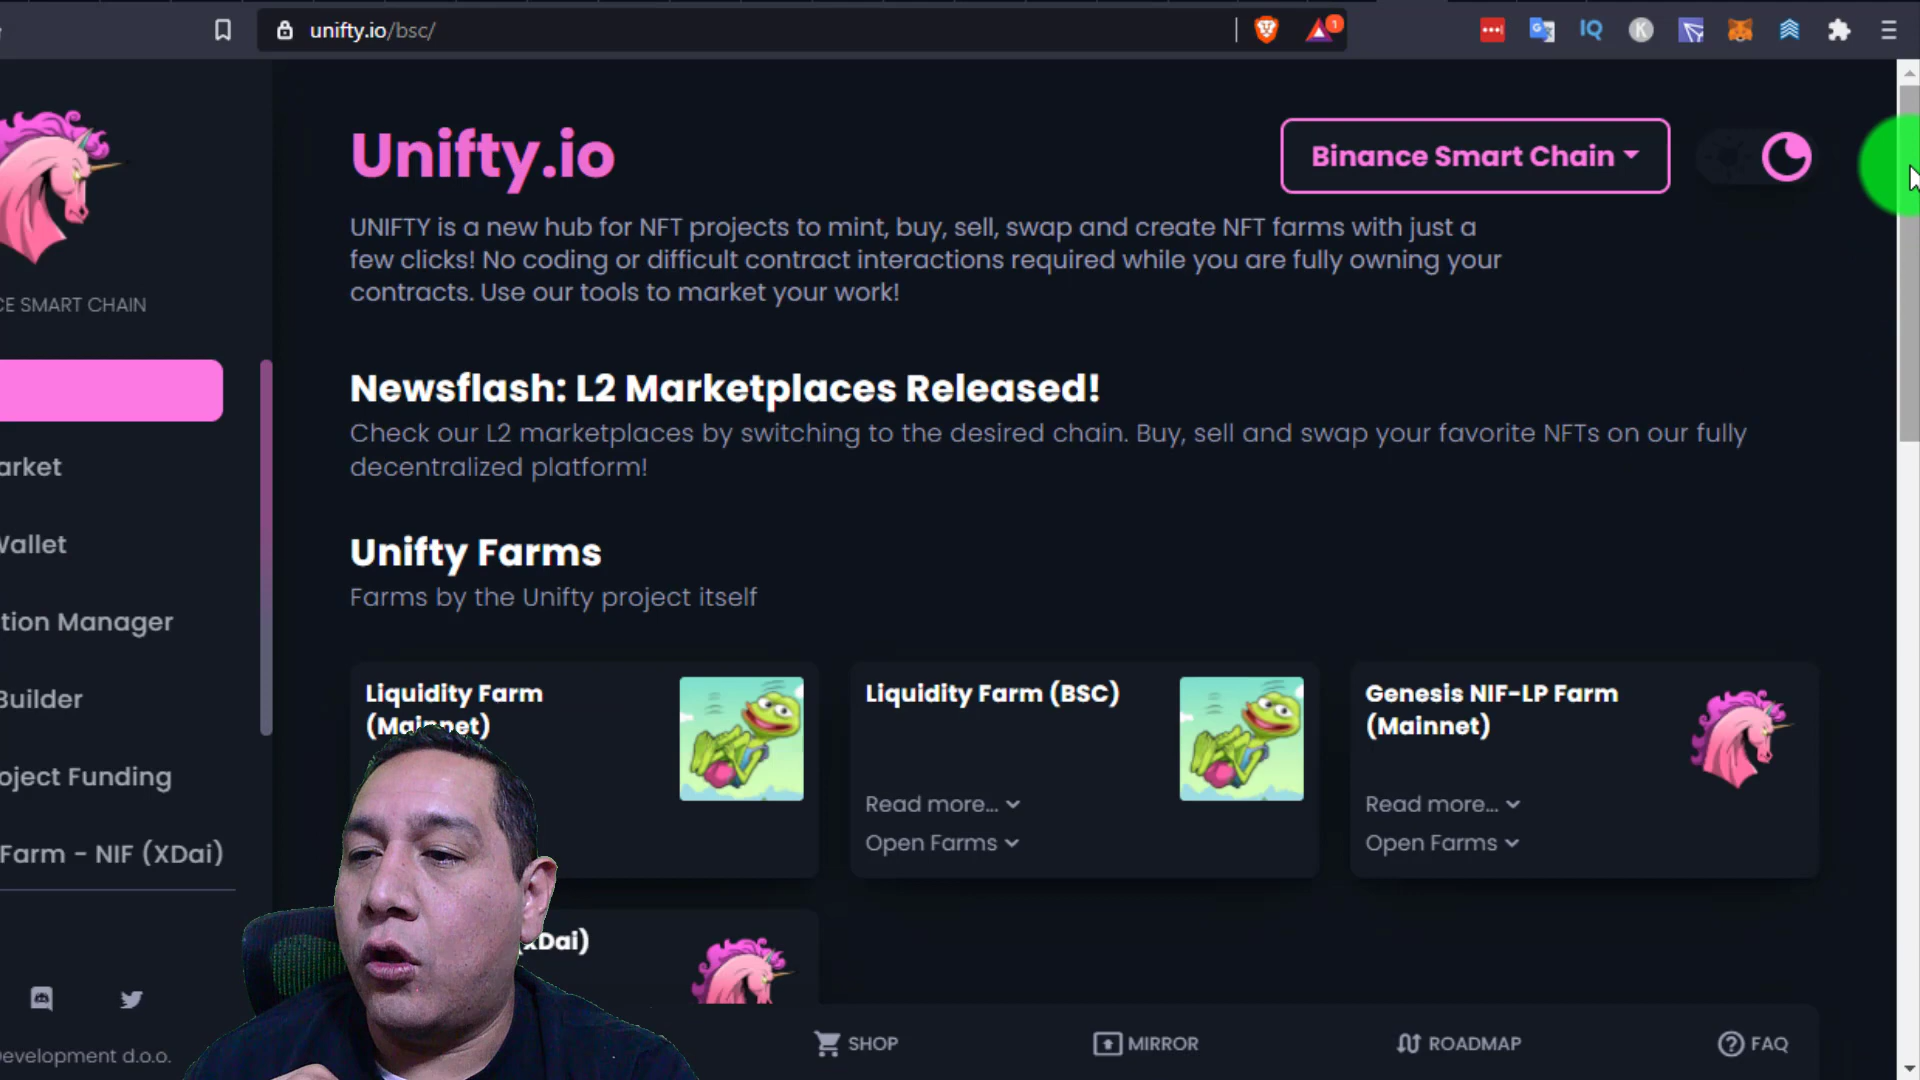 unifty.io/bsc/
1
IQ
K
Unifty.io
Binance Smart Chain
UNIFTY is a new hub for NFT projects to mint, buy, sell, swap and create NFT farms with just a
few clicks! No coding or difficult contract interactions required while you are fully owning your
contracts. Use our tools to market your work!
CE SMART CHAIN
Newsflash: L2 Marketplaces Released!
Check our L2 marketplaces by switching to the desired chain. Buy, sell and swap your favorite NFTs on our fully
decentralized platform!
arket
Wallet
tion Manager
Builder
oject Funding
Farm - NIF (XDai)
Unifty Farms
Farms by the Unifty project itself
Liquidity Farm
(Mainnet)
Liquidity Farm (BSC)
Read more...
Open Farms
Genesis NIF-LP Farm
(Mainnet)
Read more...
Open Farms
(xDai)
evelopment d.o.o.
SHOP
MIRROR
ROADMAP
FAQ